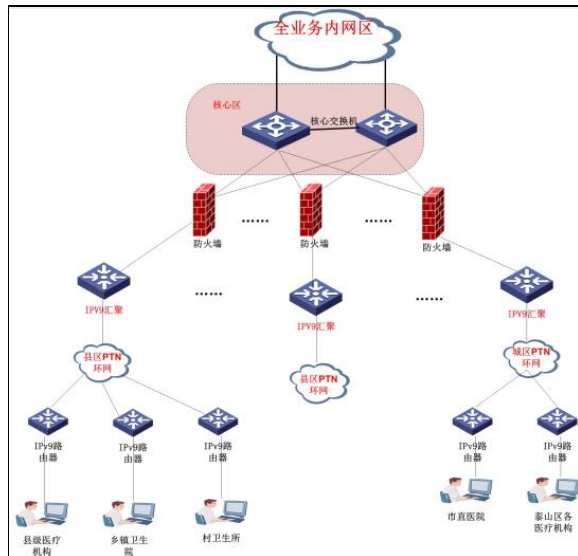 全业务内网区
核心区
核心交换机
······
······
防火墙
防火墙
防火墙
······
······
IPV9汇聚
IPV9汇聚
IPV9汇聚
县区PTN
环网
县区PTN
环网
城区PTN
环网
IPv9路
由器
IPv9路
由器
IPv9路
由器
IPv9路
由器
IPv9路
由器
县级医疗
机构
乡镇卫生
院
村卫生所
市直医院
泰山区各
医疗机构